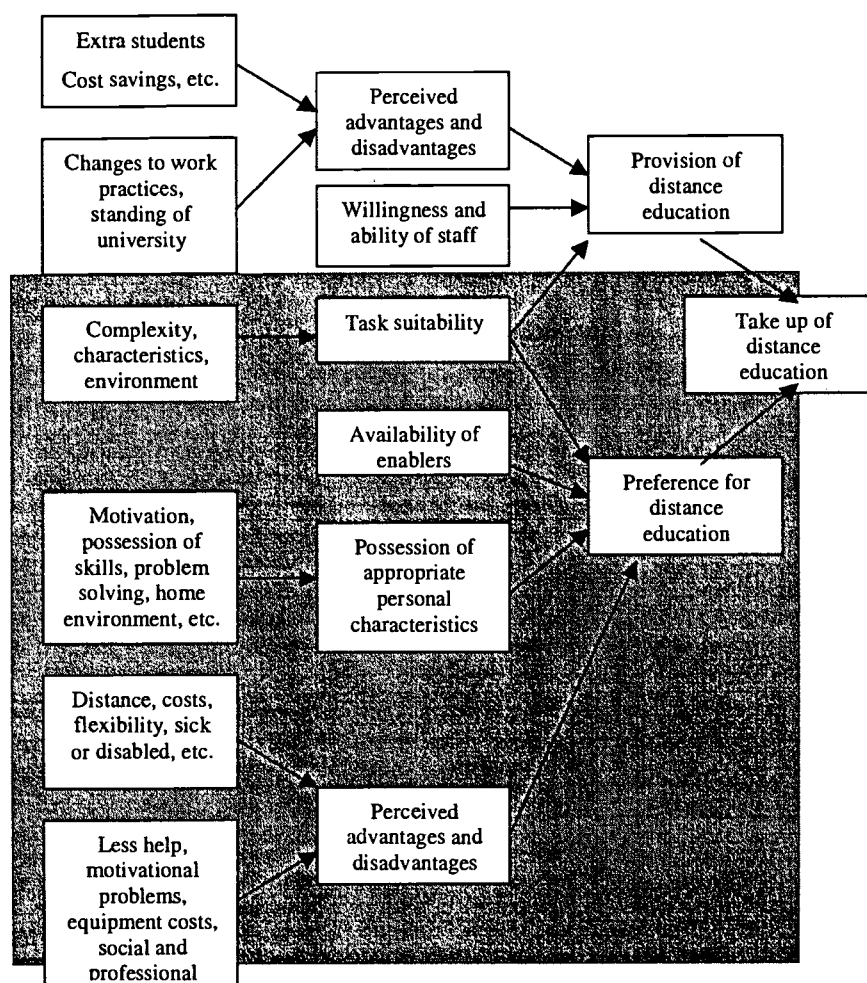 Extra students
Cost savings, etc.
Perceived
advantages and
disadvantages
Changes to work
practices,
standing of
university
Provision of
distance
education
Willingness and
ability of staff
Complexity,
characteristics,
environment
Task suitability
Take up of
distance
education
Availability of
enablers
Preference for
distance
education
Motivation,
possession of
skills, problem
solving, home
environment, etc.
Possession of
appropriate
personal
characteristics
Distance, costs,
flexibility, sick
or disabled, etc.
Perceived
advantages and
disadvantages
Less help,
motivational
problems,
equipment costs,
social and
professional